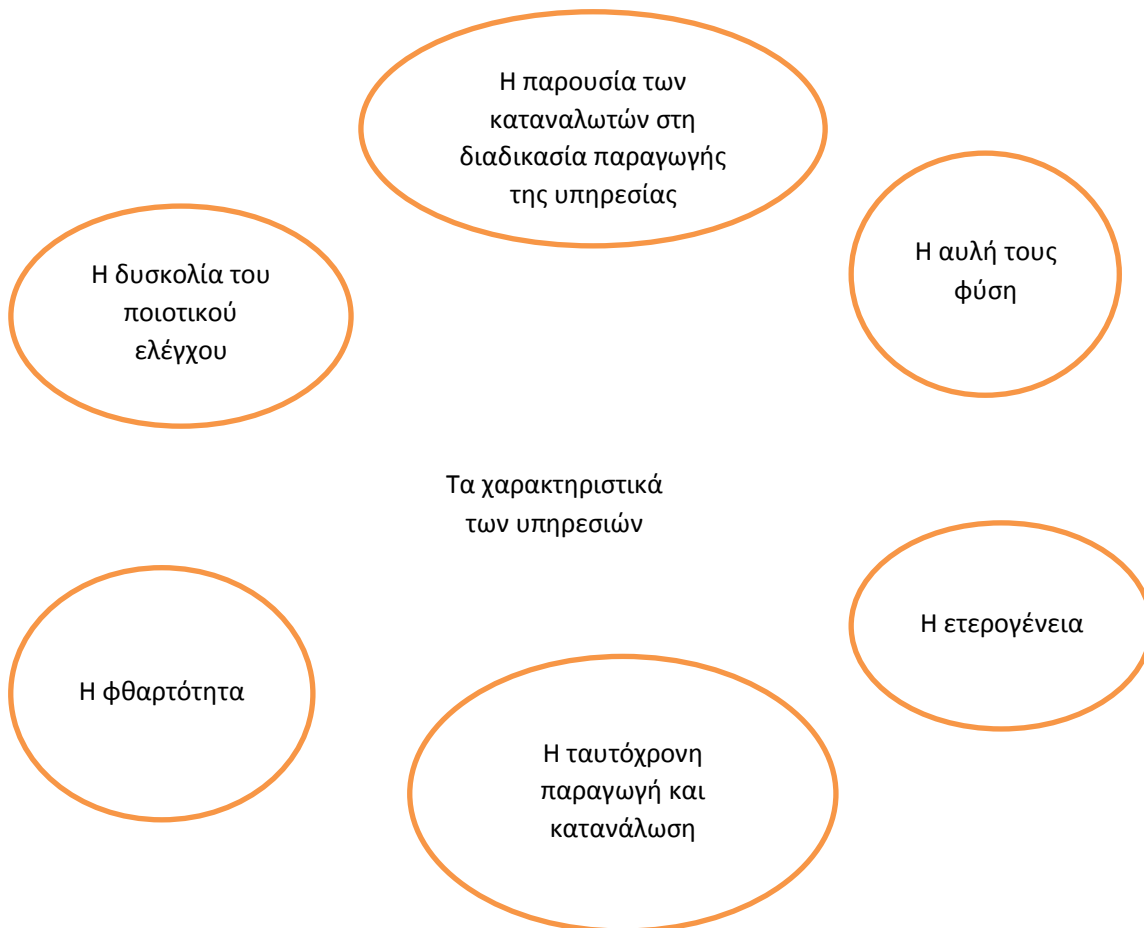 Η παρουσία των
καταναλωτών στη
διαδικασία παραγωγής
της υπηρεσίας
Η αυλή τους
φύση
Η δυσκολία του
ποιοτικού
ελέγχου
Τα χαρακτηριστικά
των υπηρεσιών
Η ετερογένεια
Η φθαρτότητα
Η ταυτόχρονη
παραγωγή και
κατανάλωση